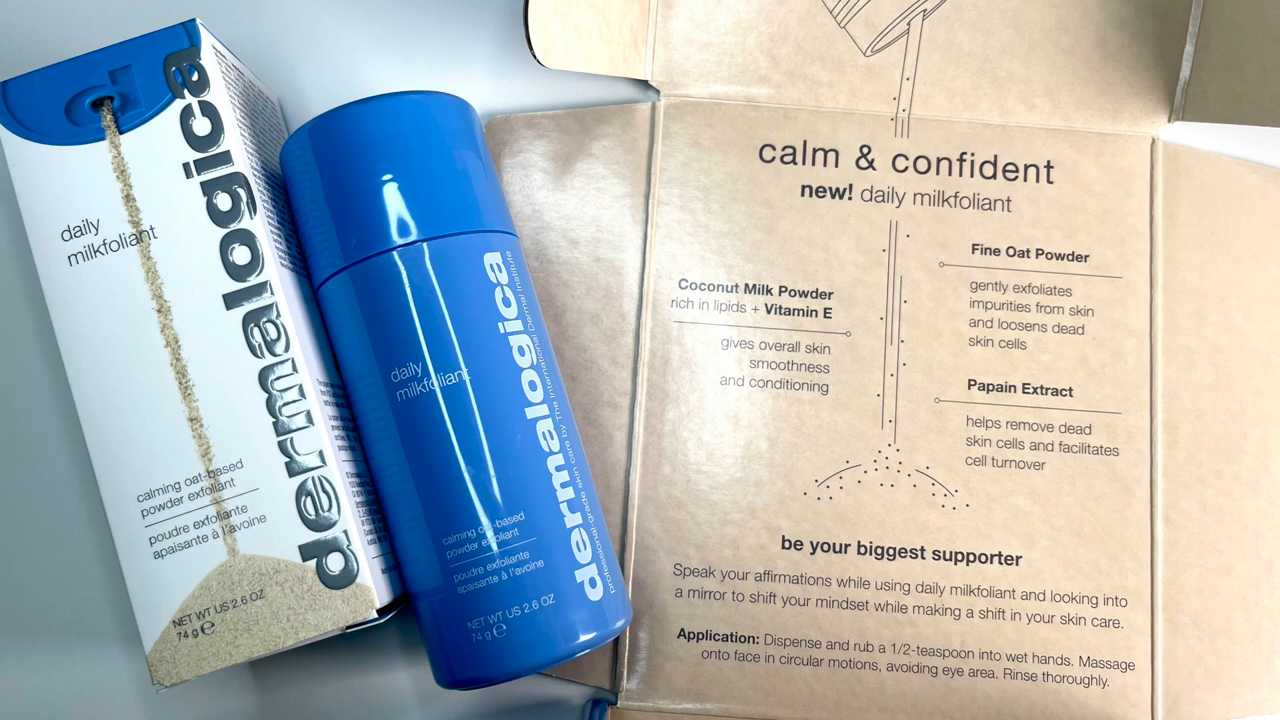 dermalogica
daily
milkfoliant
calming oat-based
powder exfoliant
poudre exfoliante
apaisante à l'avoine
NET WT US 2.6 OZ
74 g ℮
dermalogica
professional-grade skin care by The International Dermal Institute
daily
milkfoliant
calming oat-based
powder exfoliant
poudre exfoliante
apaisante à l'avoine
NET WT US 2.6 OZ
74 g ℮
calm & confident
new! daily milkfoliant
Coconut Milk Powder
rich in lipids + Vitamin E
gives overall skin
smoothness
and conditioning
Fine Oat Powder
gently exfoliates
impurities from skin
and loosens dead
skin cells
Papain Extract
helps remove dead
skin cells and facilitates
cell turnover
be your biggest supporter
Speak your affirmations while using daily milkfoliant and looking into
a mirror to shift your mindset while making a shift in your skin care.
Application: Dispense and rub a 1/2-teaspoon into wet hands. Massage
onto face in circular motions, avoiding eye area. Rinse thoroughly.